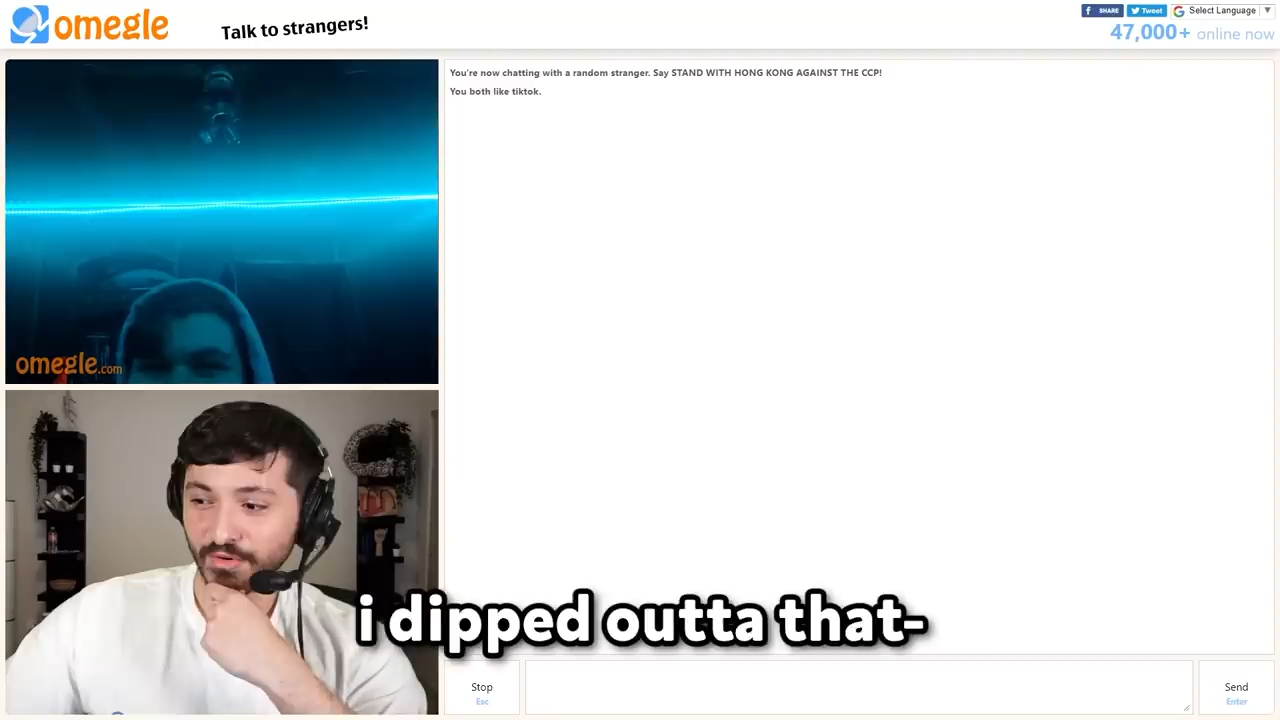 omegle
Talk to strangers!
SHARE
Tweet
Select Language
47,000+ online now
You're now chatting with a random stranger. Say STAND WITH HONG KONG AGAINST THE CCP!
You both like tiktok.
omegle.com
i dipped outta that-
Stop
Esc
Send
Enter